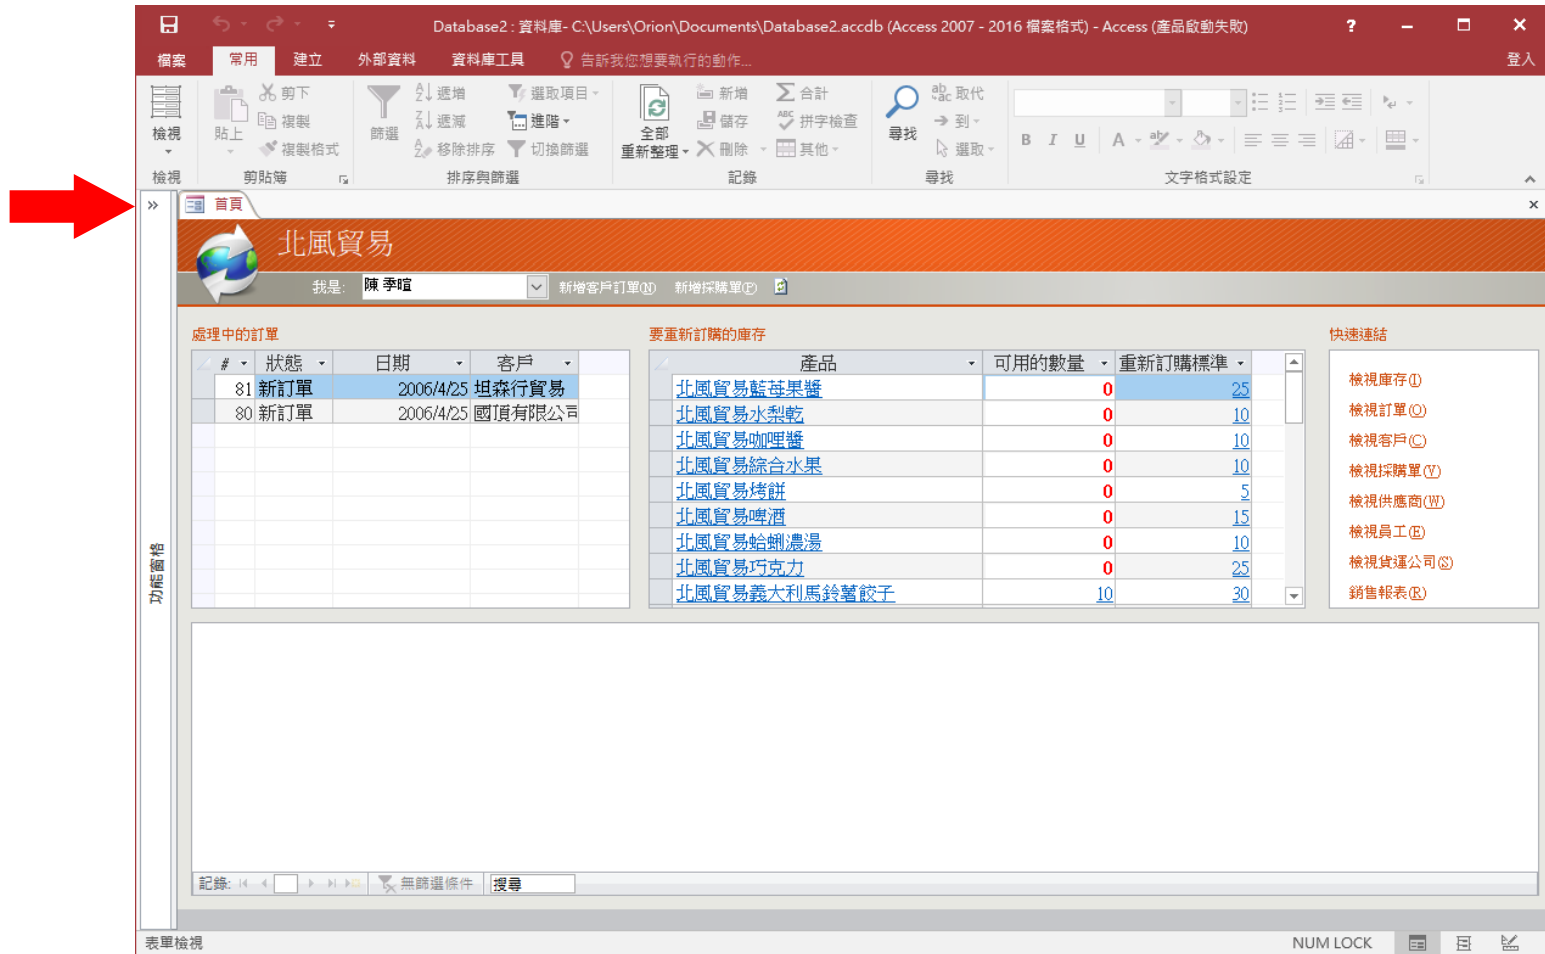 Database2 : 資料庫- C:\Users\Orion\Documents\Database2.accdb (Access 2007 - 2016 檔案格式) - Access (產品啟動失敗)
檔案 常用 建立 外部資料 資料庫工具 告訴我您想要執行的動作... 登入
剪下 遞增 選取項目 新增 合計 取代
複製 遞減 進階 儲存 拼字檢查 到
檢視 貼上 篩選 全部 尋找 B I U A
複製格式 移除排序 切換篩選 重新整理 刪除 其他 選取
檢視 剪貼簿 排序與篩選 記錄 尋找 文字格式設定
» 首頁
北風貿易
我是: 陳 季暄 新增客戶訂單(N) 新增採購單(P)
處理中的訂單 要重新訂購的庫存 快速連結
# 狀態 日期 客戶 產品 可用的數量 重新訂購標準
81 新訂單 2006/4/25 坦森行貿易 北風貿易藍莓果醬 0 25 檢視庫存(I)
80 新訂單 2006/4/25 國頂有限公司 北風貿易水梨乾 0 10 檢視訂單(O)
北風貿易咖哩醬 0 10 檢視客戶(C)
北風貿易綜合水果 0 10 檢視採購單(Y)
北風貿易烤餅 0 5 檢視供應商(W)
北風貿易啤酒 0 15 檢視員工(E)
北風貿易蛤蜊濃湯 0 10
北風貿易巧克力 0 25 檢視貨運公司(S)
北風貿易義大利馬鈴薯餃子 10 30 銷售報表(R)
功能窗格
記錄: 無篩選條件 搜尋
表單檢視 NUM LOCK